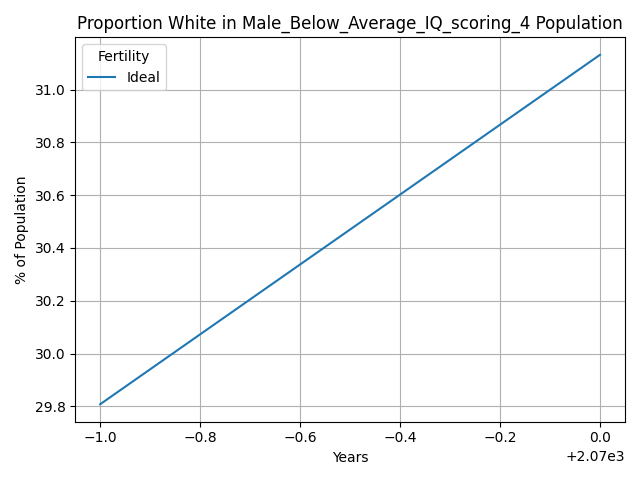 Proportion White in Male_Below_Average_IQ_scoring_4 Population
Fertility
Ideal
% of Population
31.0
30.8
30.6
30.4
30.2
30.0
29.8
−1.0 −0.8 −0.6 −0.4 −0.2 0.0
+2.07e3
Years